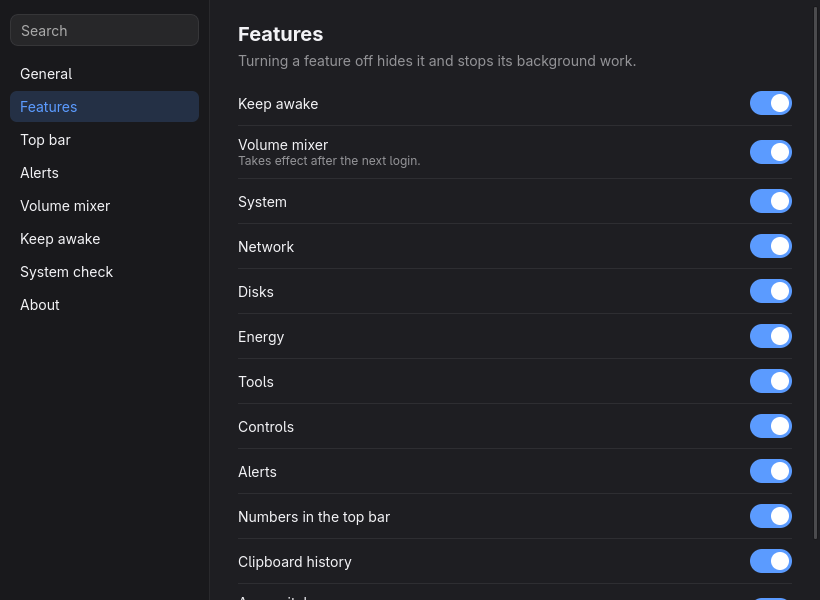 Search
General
Features
Top bar
Alerts
Volume mixer
Keep awake
System check
About
Features
Turning a feature off hides it and stops its background work.
Keep awake
Volume mixer
Takes effect after the next login.
System
Network
Disks
Energy
Tools
Controls
Alerts
Numbers in the top bar
Clipboard history